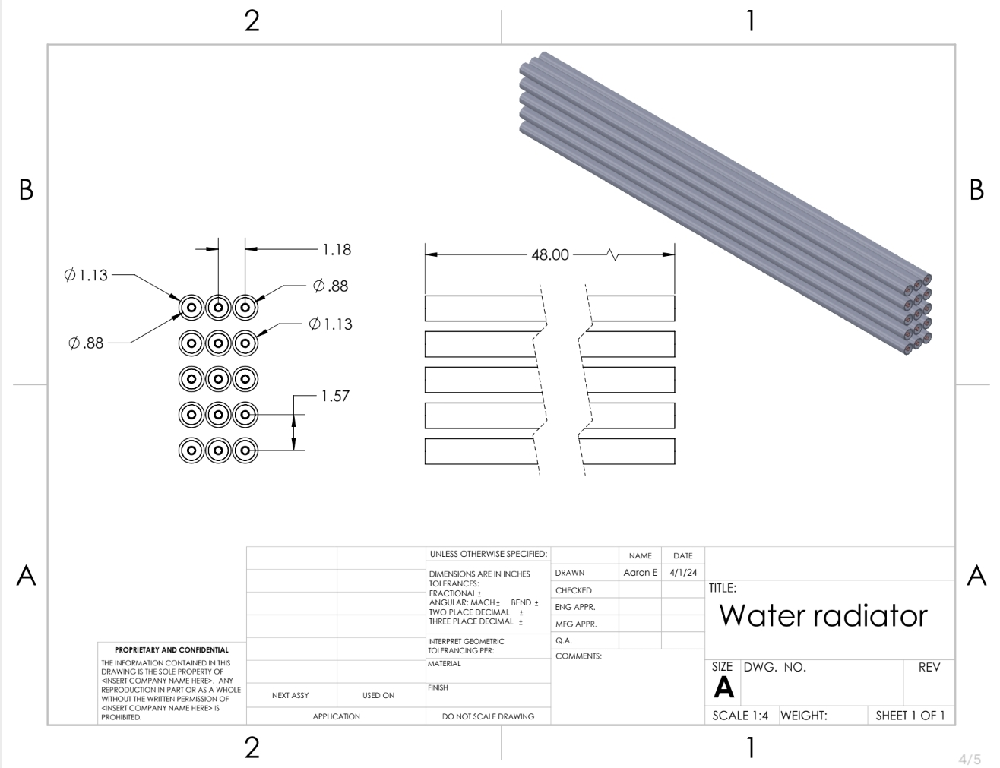 2
1
B
B
1.18
48.00
∅1.13
∅.88
∅1.13
∅.88
1.57
A
A
UNLESS OTHERWISE SPECIFIED:
DIMENSIONS ARE IN INCHES
TOLERANCES:
FRACTIONAL±
ANGULAR: MACH± BEND ±
TWO PLACE DECIMAL ±
THREE PLACE DECIMAL ±
INTERPRET GEOMETRIC
TOLERANCING PER:
MATERIAL
FINISH
DO NOT SCALE DRAWING
NAME DATE
DRAWN Aaron E 4/1/24
CHECKED
ENG APPR.
MFG APPR.
Q.A.
COMMENTS:
TITLE:
Water radiator
SIZE DWG. NO. REV
A
SCALE 1:4 WEIGHT: SHEET 1 OF 1
PROPRIETARY AND CONFIDENTIAL
THE INFORMATION CONTAINED IN THIS
DRAWING IS THE SOLE PROPERTY OF
<INSERT COMPANY NAME HERE>. ANY
REPRODUCTION IN PART OR AS A WHOLE
WITHOUT THE WRITTEN PERMISSION OF
<INSERT COMPANY NAME HERE> IS
PROHIBITED.
NEXT ASSY USED ON
APPLICATION
2
1
4/5